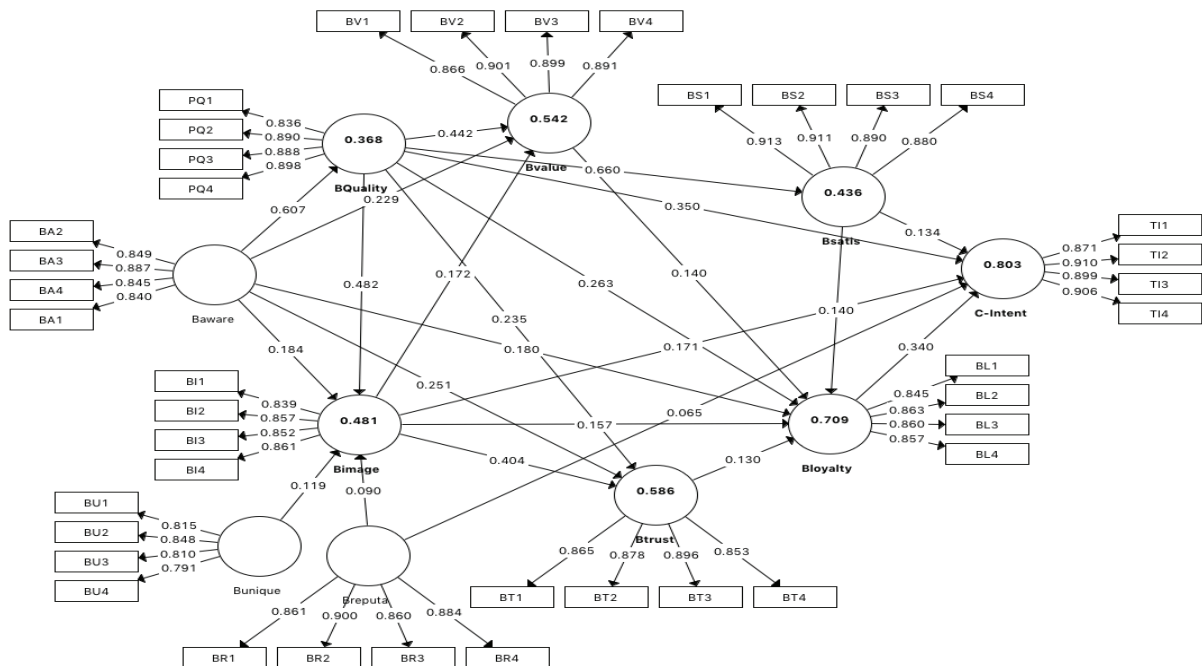 BV1 BV2 BV3 BV4
0.866 0.901 0.899 0.891
BS1 BS2 BS3 BS4
0.913 0.911 0.890 0.880
PQ1
PQ2
PQ3
PQ4
0.836
0.890
0.888
0.898
0.368
BQuality
0.442
0.542
Bvalue
0.660
0.436
Bsatis
0.607
0.229
0.350
0.134
BA2
BA3
BA4
BA1
0.849
0.887
0.845
0.840
Baware
0.803
C-Intent
0.871
0.910
0.899
0.906
TI1
TI2
TI3
TI4
0.482
0.172
0.263
0.140
0.235
0.140
0.184
0.180
0.171
0.340
0.251
0.065
BI1
BI2
BI3
BI4
0.839
0.857
0.852
0.861
0.481
Bimage
0.157
0.709
Bloyalty
0.845
0.863
0.860
0.857
BL1
BL2
BL3
BL4
0.404
0.130
0.119
0.090
0.586
Btrust
BU1
BU2
BU3
BU4
0.815
0.848
0.810
0.791
Bunique
Breputa
0.865 0.878 0.896 0.853
BT1 BT2 BT3 BT4
0.861 0.900 0.860 0.884
BR1 BR2 BR3 BR4